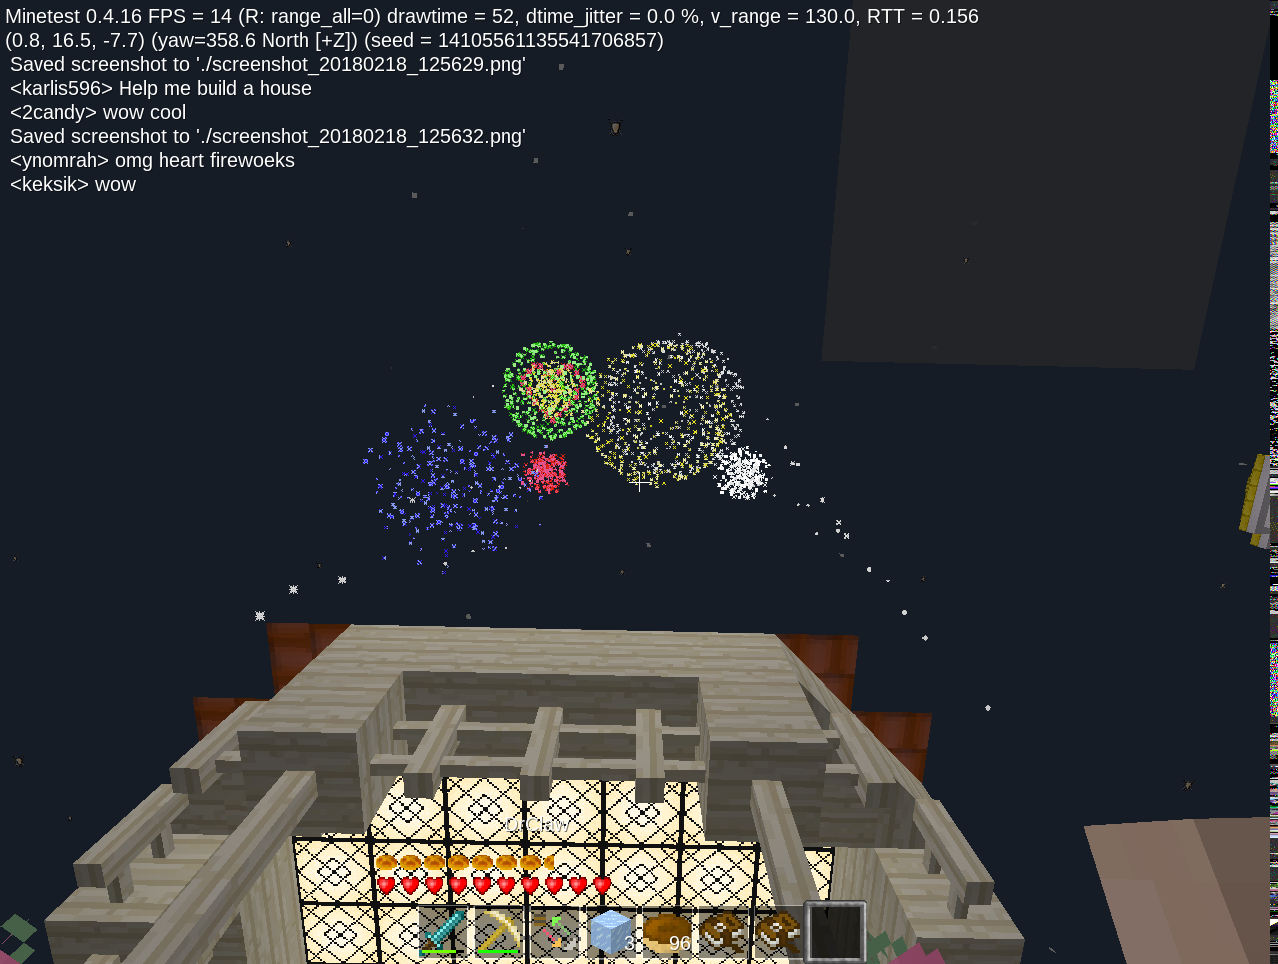 Minetest 0.4.16 FPS = 14 (R: range_all=0) drawtime = 52, dtime_jitter = 0.0 %, v_range = 130.0, RTT = 0.156
(0.8, 16.5, -7.7) (yaw=358.6 North [+Z]) (seed = 14105561135541706857)
Saved screenshot to './screenshot_20180218_125629.png'
<karlis596> Help me build a house
<2candy> wow cool
Saved screenshot to './screenshot_20180218_125632.png'
<ynomrah> omg heart firewoeks
<keksik> wow
DrClaw
3 96